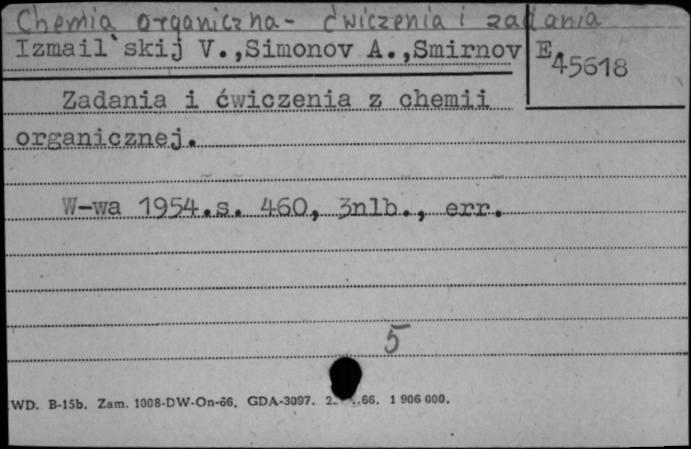 Chemia organiczna - ćwiczenia i zadania
Izmail`skij V.,Simonov A.,Smirnov
E 45618
Zadania i ćwiczenia z chemii
organicznej.
W-wa 1954.s. 460, 3nlb., err.
5
WD. B-15b. Zam. 1008-DW-On-66. GDA-3097. .66. 1 906 000.